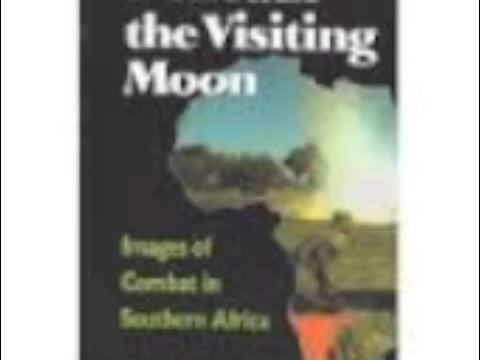 the Visiting
Moon
Images of
Combat in
Southern Africa